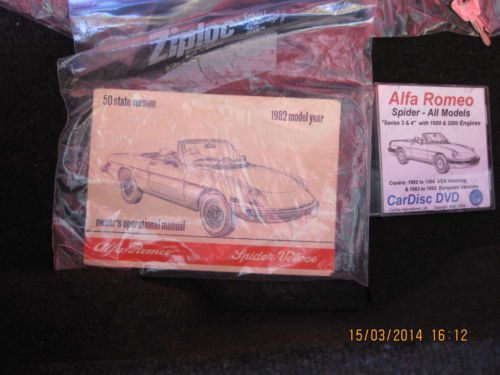 Ziploc
50 state version
1982 model year
owner's operational manual
Alfa Romeo
Spider Veloce
Alfa Romeo
Spider - All Models
"Series 3 & 4" with 1600 & 2000 Engines
Covers: 1982 to 1994 USA Versions
& 1983 to 1993 European Versions
CarDisc DVD
15/03/2014 16:12